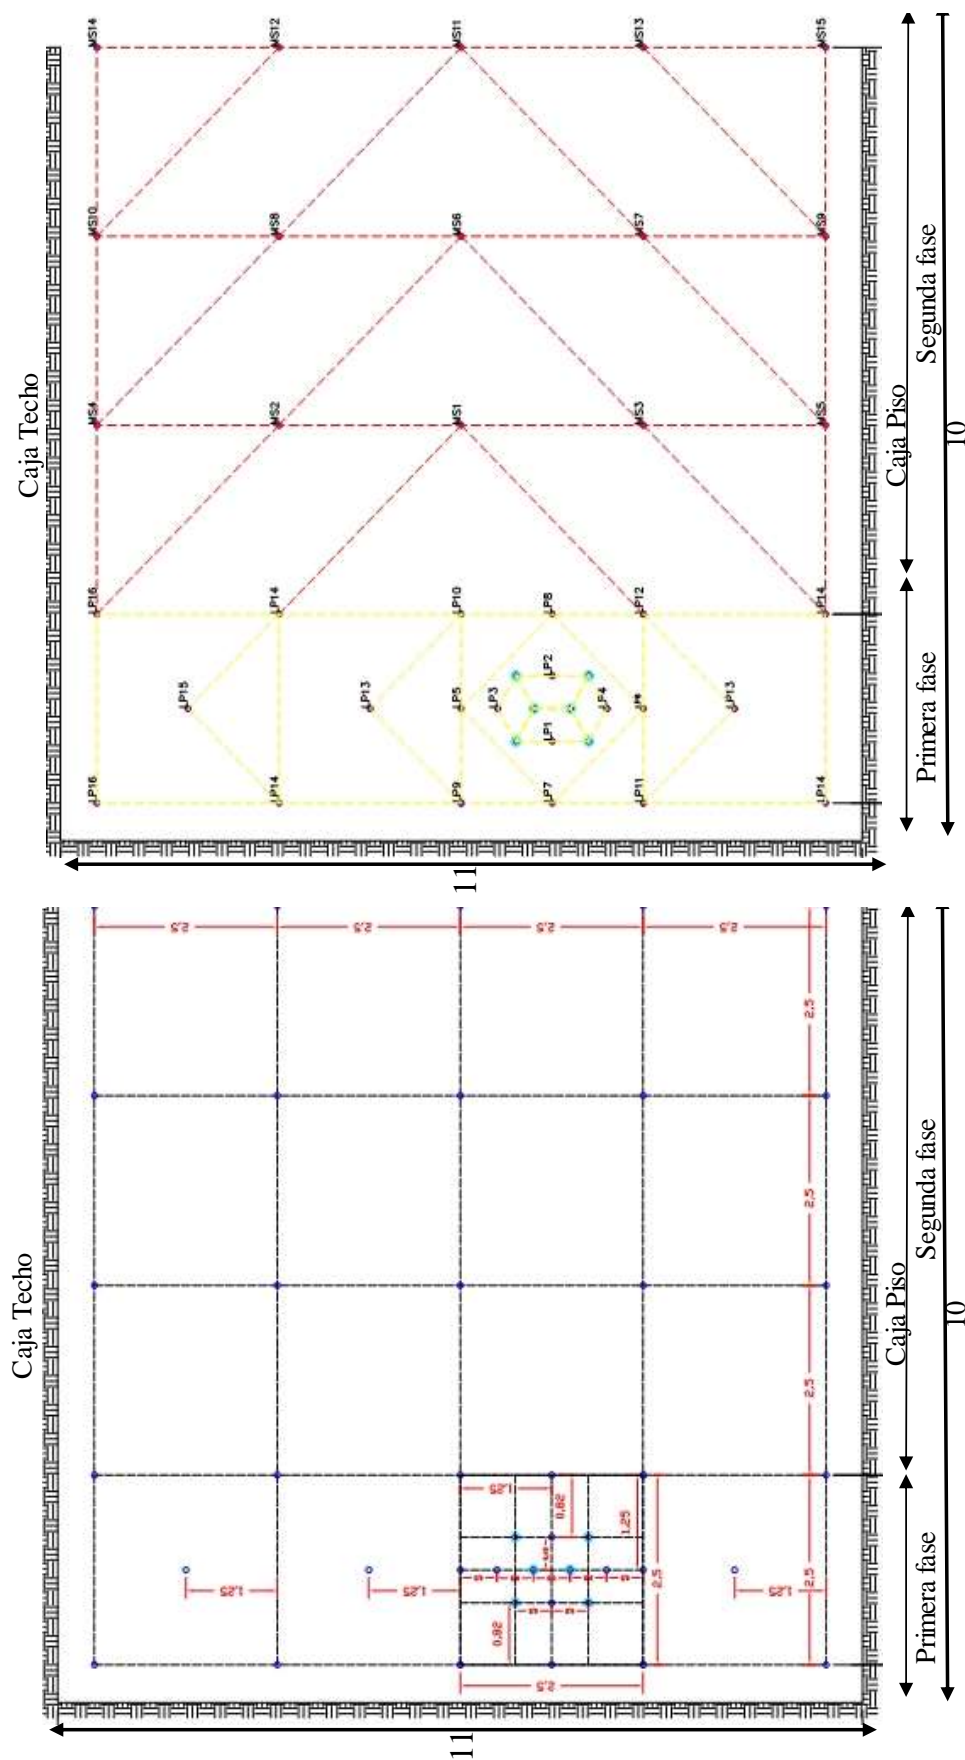 Caja Techo
MS14
MS12
MS11
MS13
MS15
MS10
MS8
MS6
MS7
MS9
MS4
MS2
MS1
MS3
MS5
LP16
LP14
LP10
LP8
LP12
LP14
LP15
LP13
LP5
LP3
LP2
LP1
LP4
LP13
LP16
LP14
LP9
LP7
LP11
LP14
Caja Piso
Primera fase
Segunda fase
10
11
Caja Techo
2,5
2,5
2,5
2,5
2,5
2,5
2,5
2,5
1,25
1,25
1,25
1,25
0,82
1,25
2,5
0,82
2,5
Caja Piso
Primera fase
Segunda fase
10
11